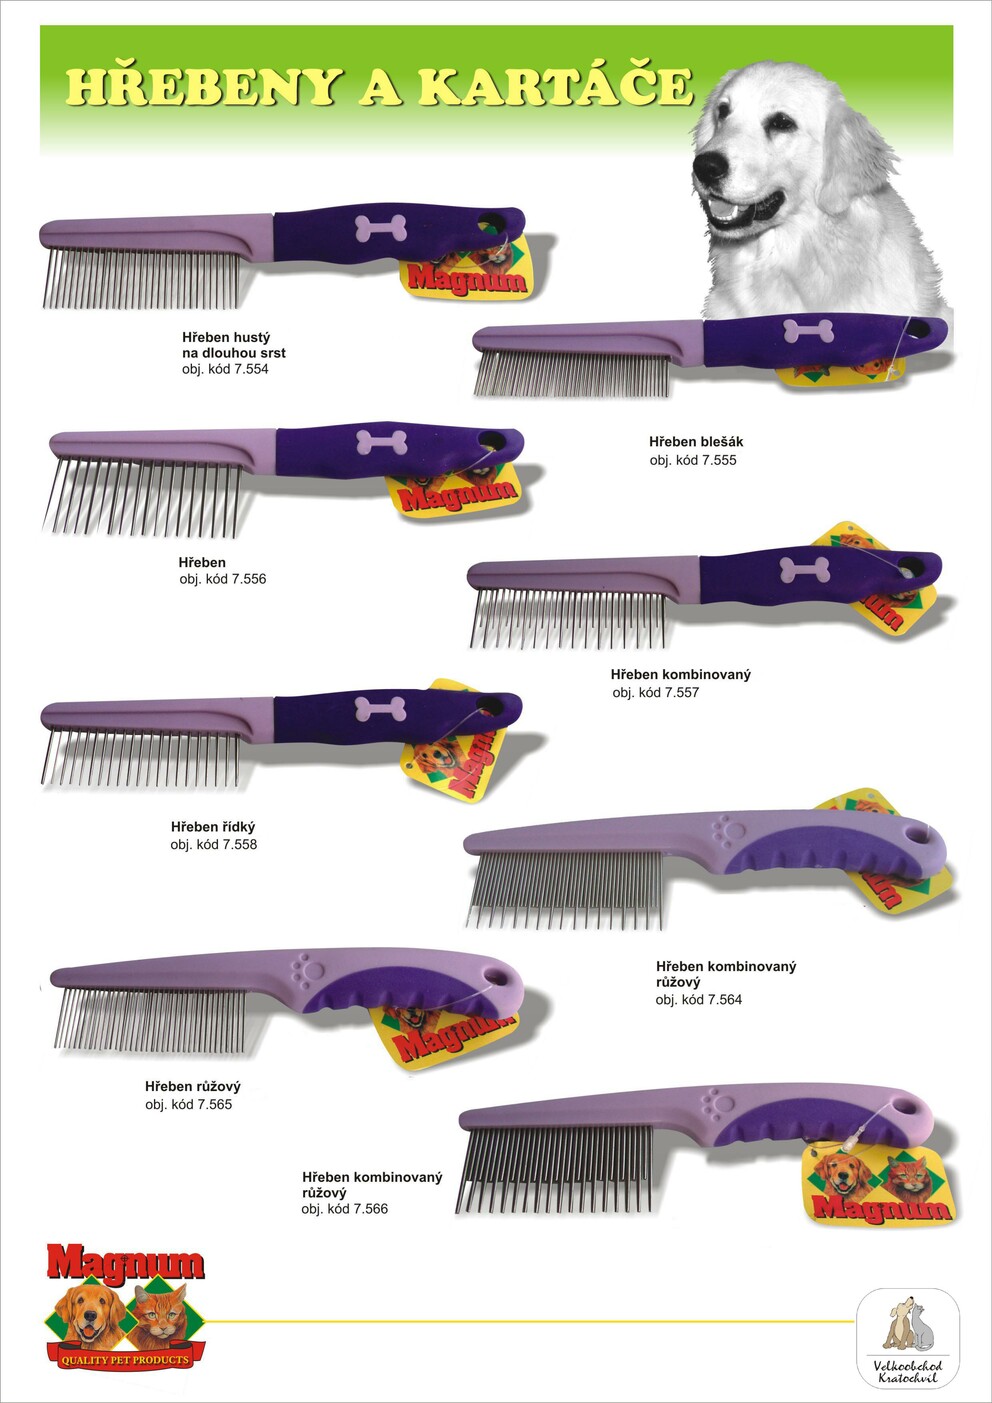 HŘEBENY A KARTÁČE
Magnum
Hřeben hustý
na dlouhou srst
obj. kód 7.554
Hřeben blešák
obj. kód 7.555
Magnum
Hřeben
obj. kód 7.556
Hřeben kombinovaný
obj. kód 7.557
Hřeben řídký
obj. kód 7.558
Hřeben kombinovaný
růžový
obj. kód 7.564
Magnum
Hřeben růžový
obj. kód 7.565
Hřeben kombinovaný
růžový
obj. kód 7.566
Magnum
Magnum
QUALITY PET PRODUCTS
Velkoobchod
Kratochvíl